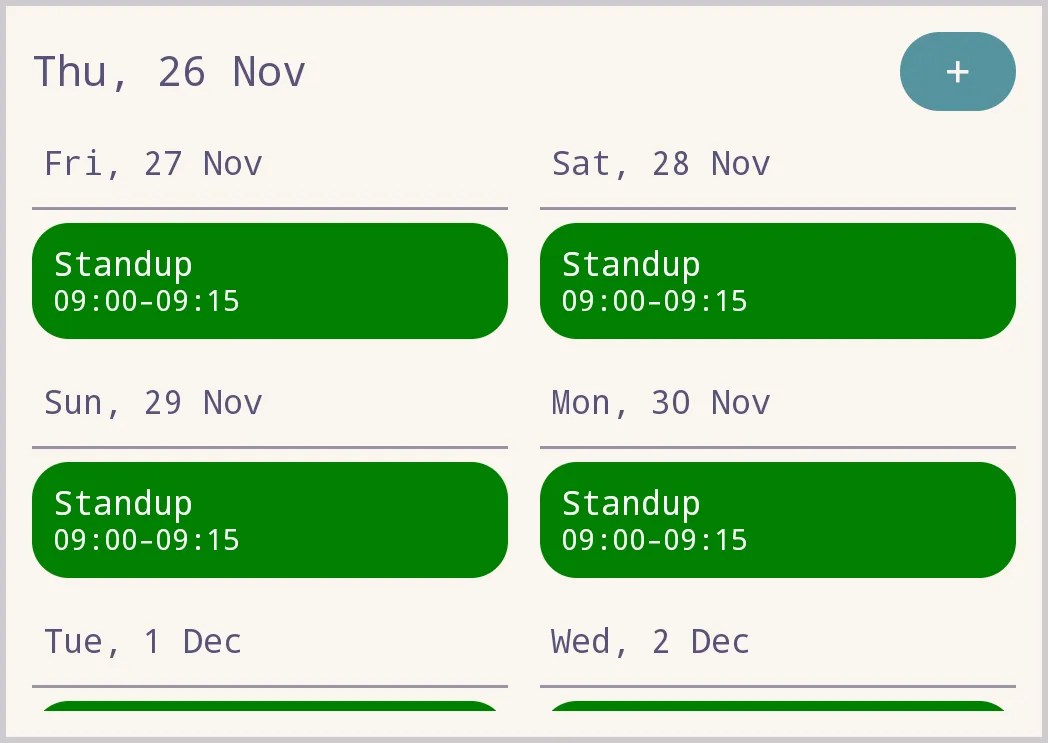 Thu, 26 Nov
+
Fri, 27 Nov
Standup
09:00–09:15
Sat, 28 Nov
Standup
09:00–09:15
Sun, 29 Nov
Standup
09:00–09:15
Mon, 30 Nov
Standup
09:00–09:15
Tue, 1 Dec
Wed, 2 Dec